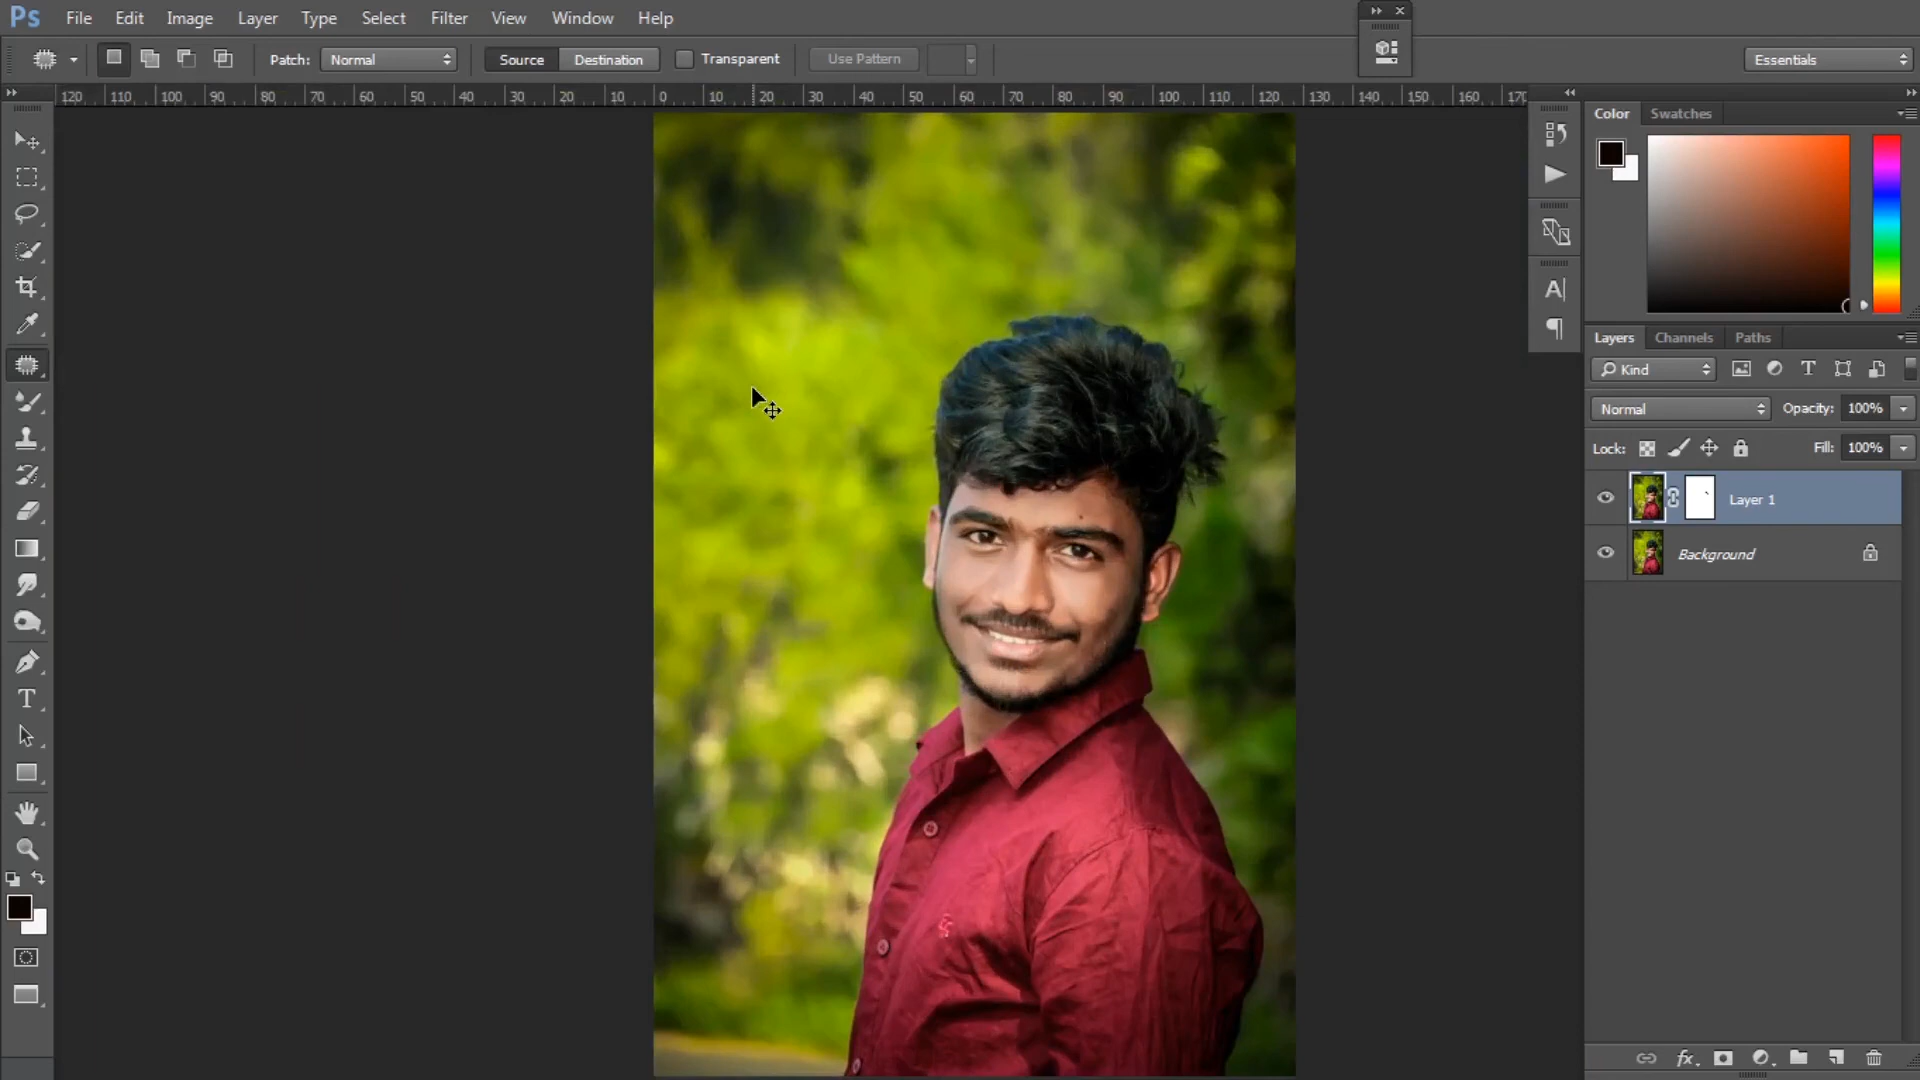 Ps File Edit Image Layer Type Select Filter View Window Help
Patch: Normal Source Destination Transparent Use Pattern Essentials
120 110 100 90 80 70 60 50 40 30 20 10 0 10 20 30 40 50 60 70 80 90 100 110 120 130 140 150 160 170
Color Swatches
Layers Channels Paths
Kind
Normal Opacity: 100%
Lock: Fill: 100%
Layer 1
Background